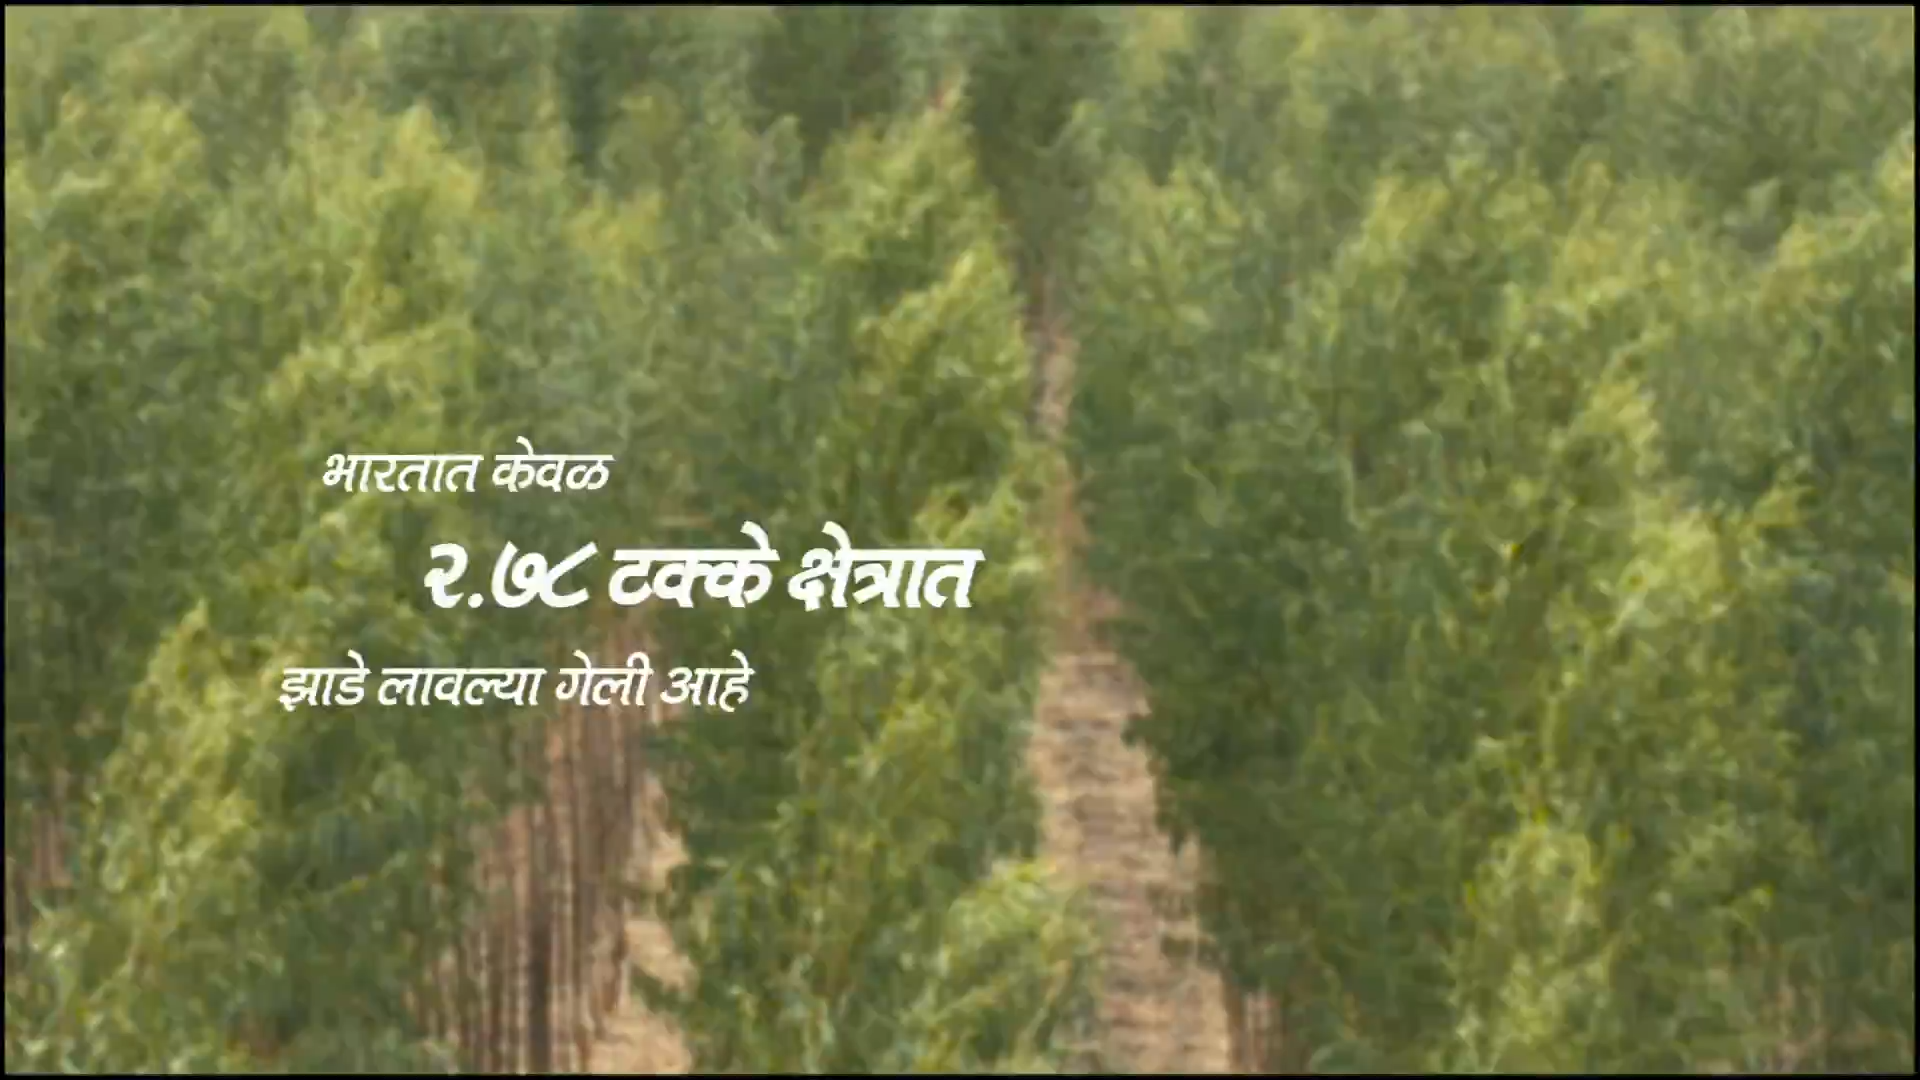 भारतात केवळ
२.७८ टक्के क्षेत्रात
झाडे लावल्या गेली आहे